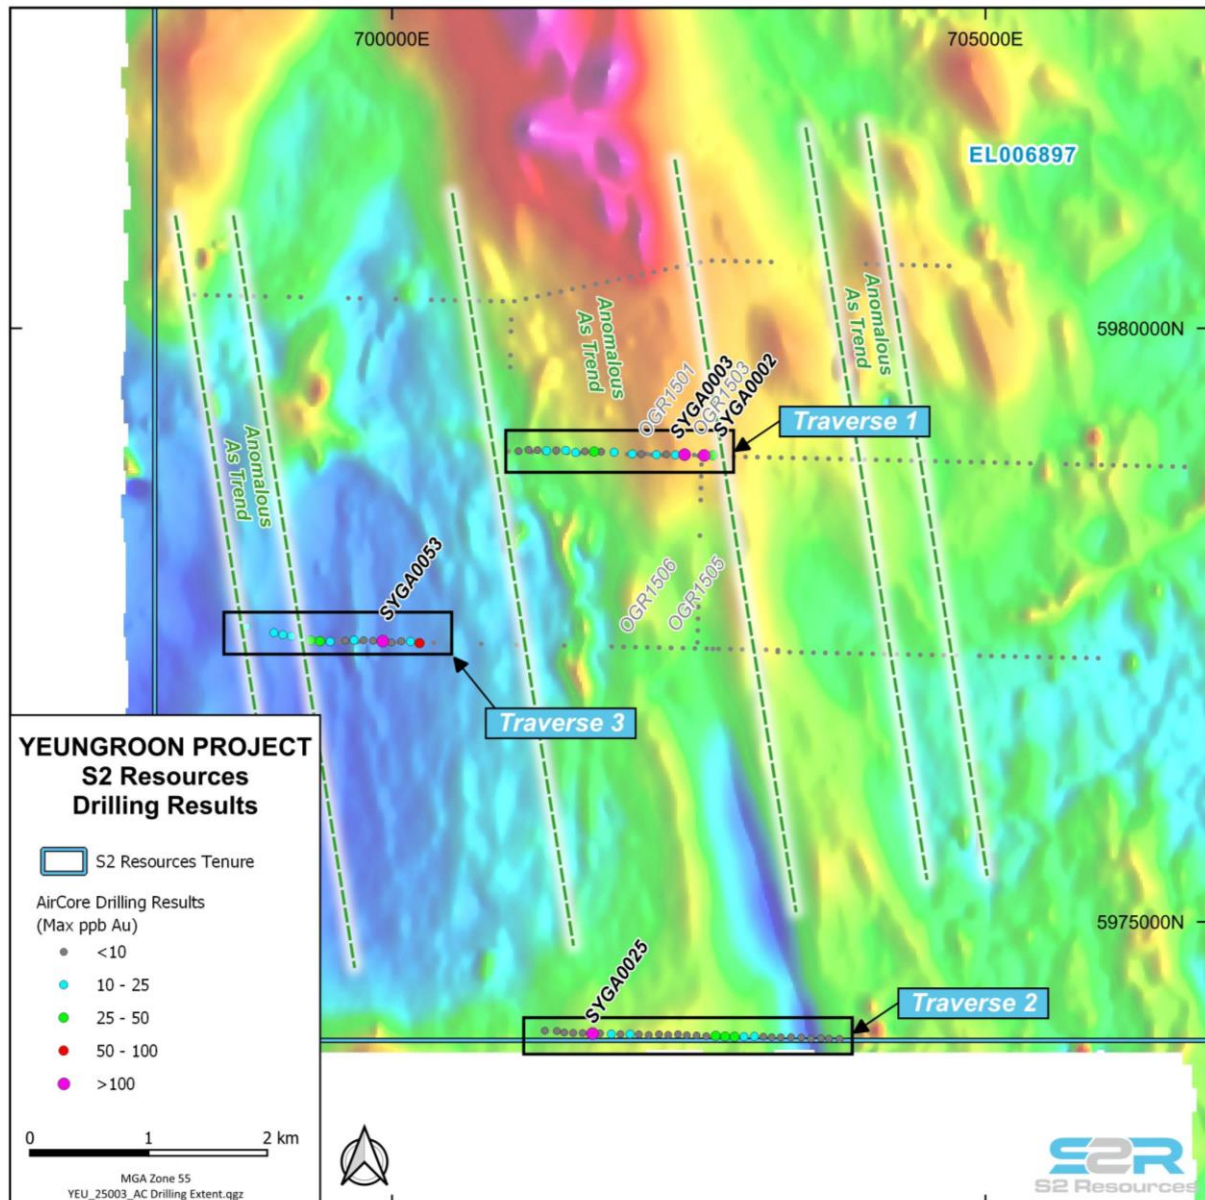 700000E
705000E
EL006897
Anomalous
As Trend
5980000N
Anomalous
As Trend
OGR1501
SYGA0003
OGR1503
SYGA0002
Traverse 1
Anomalous
As Trend
SYGA0053
OGR1506
OGR1505
Traverse 3
YEUNGROON PROJECT
S2 Resources
Drilling Results
S2 Resources Tenure
AirCore Drilling Results
(Max ppb Au)
<10
10 - 25
25 - 50
50 - 100
>100
0 1 2 km
MGA Zone 55
YEU_25003_AC Drilling Extent.qgz
5975000N
SYGA0025
Traverse 2
S2R
S2 Resources